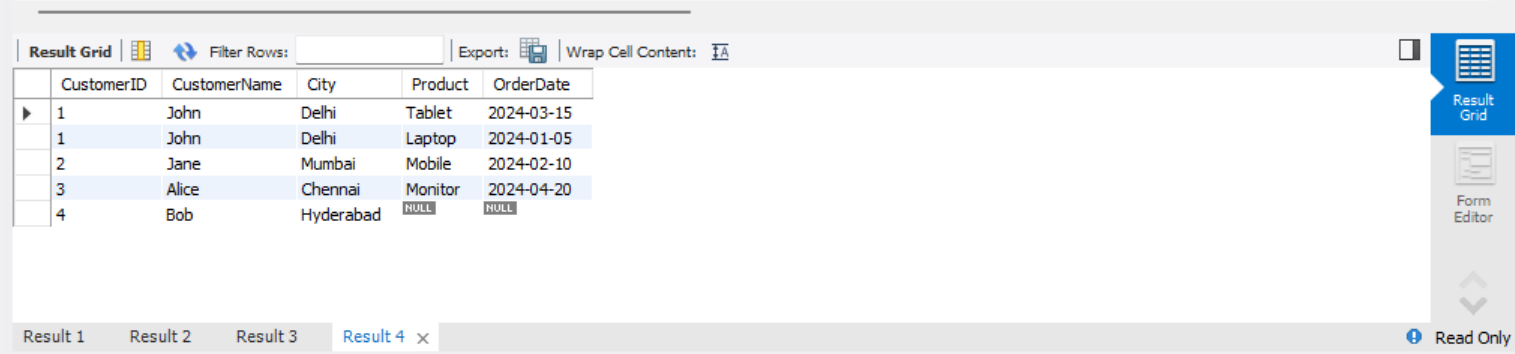 Result Grid Filter Rows: Export: Wrap Cell Content:
CustomerID CustomerName City Product OrderDate
1 John Delhi Tablet 2024-03-15
1 John Delhi Laptop 2024-01-05
2 Jane Mumbai Mobile 2024-02-10
3 Alice Chennai Monitor 2024-04-20
4 Bob Hyderabad NULL NULL
Result
Grid
Form
Editor
Result 1 Result 2 Result 3 Result 4 Read Only